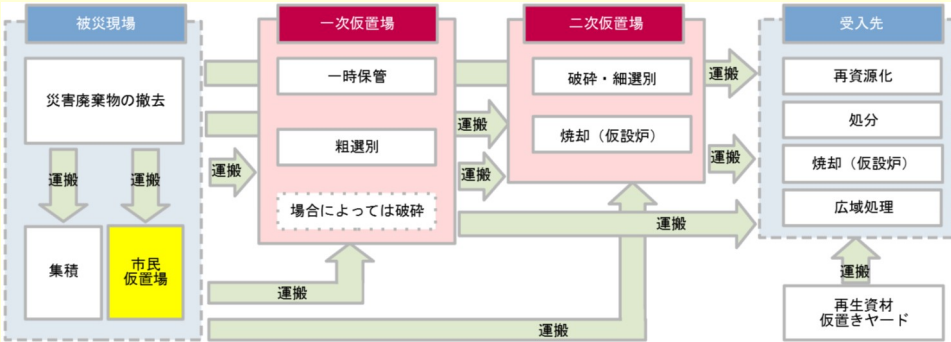 被災現場
災害廃棄物の撤去
運搬
運搬
集積
市民
仮置場
一次仮置場
一時保管
粗選別
場合によっては破砕
運搬
運搬
運搬
二次仮置場
破砕・細選別
焼却（仮設炉）
運搬
運搬
運搬
運搬
運搬
受入先
再資源化
処分
焼却（仮設炉）
広域処理
運搬
再生資材
仮置きヤード